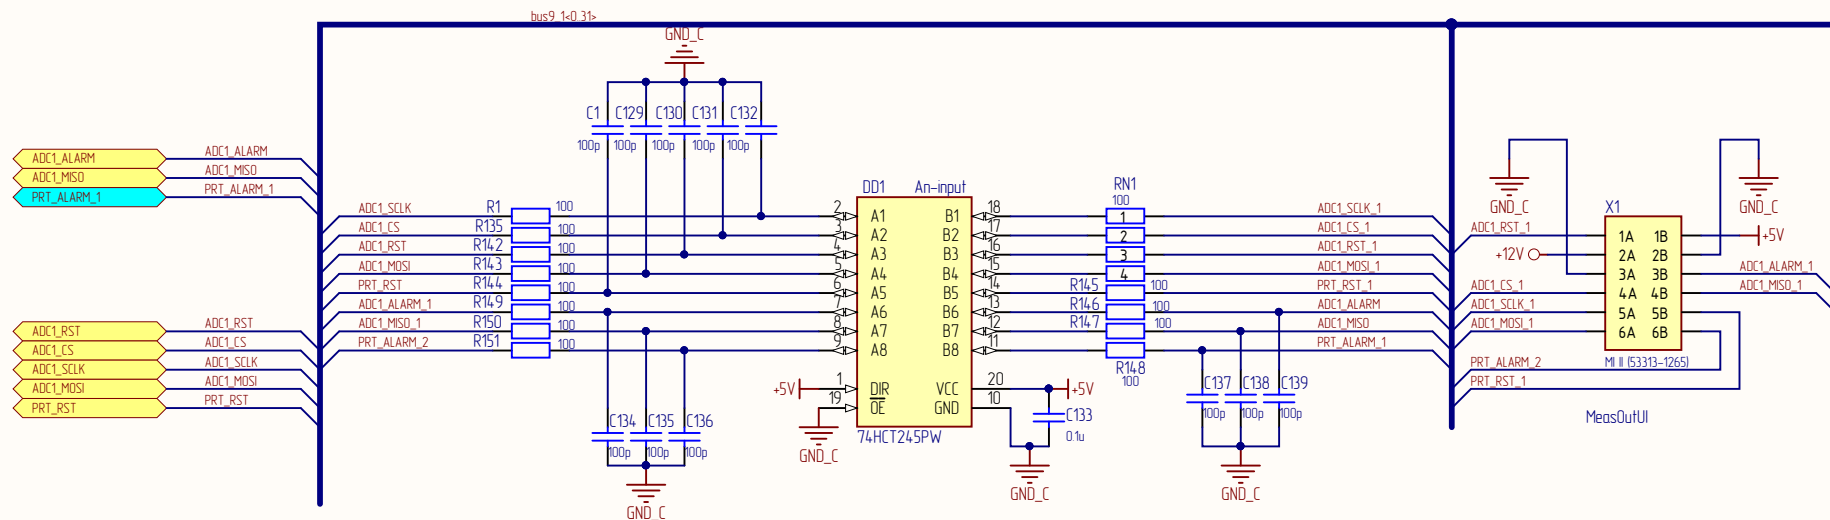 bus9_1<0..31>
GND_C
C1 C129 C130 C131 C132
100p 100p 100p 100p 100p
ADC1_ALARM ADC1_ALARM
ADC1_MISO ADC1_MISO
PRT_ALARM_1 PRT_ALARM_1
ADC1_RST ADC1_RST
ADC1_CS ADC1_CS
ADC1_SCLK ADC1_SCLK
ADC1_MOSI ADC1_MOSI
PRT_RST PRT_RST
ADC1_SCLK R1 100
ADC1_CS R135 100
ADC1_RST R142 100
ADC1_MOSI R143 100
PRT_RST R144 100
ADC1_ALARM_1 R149 100
ADC1_MISO_1 R150 100
PRT_ALARM_2 R151 100
C134 C135 C136
100p 100p 100p
GND_C
DD1 An-input
2 A1 B1 18
3 A2 B2 17
4 A3 B3 16
5 A4 B4 15
6 A5 B5 14
7 A6 B6 13
8 A7 B7 12
9 A8 B8 11
+5V 1 DIR VCC 20 +5V
19 OE GND 10
74HCT245PW
GND_C
C133
0.1u
GND_C
RN1
100
1 ADC1_SCLK_1
2 ADC1_CS_1
3 ADC1_RST_1
4 ADC1_MOSI_1
R145 100 PRT_RST_1
R146 100 ADC1_ALARM
R147 100 ADC1_MISO
R148 100 PRT_ALARM_1
C137 C138 C139
100p 100p 100p
GND_C
GND_C GND_C
X1
ADC1_RST_1 1A 1B +5V
+12V 2A 2B
3A 3B ADC1_ALARM_1
ADC1_CS_1 4A 4B ADC1_MISO_1
ADC1_SCLK_1 5A 5B
ADC1_MOSI_1 6A 6B
PRT_ALARM_2 MI II (53313-1265)
PRT_RST_1
MeasOutUI